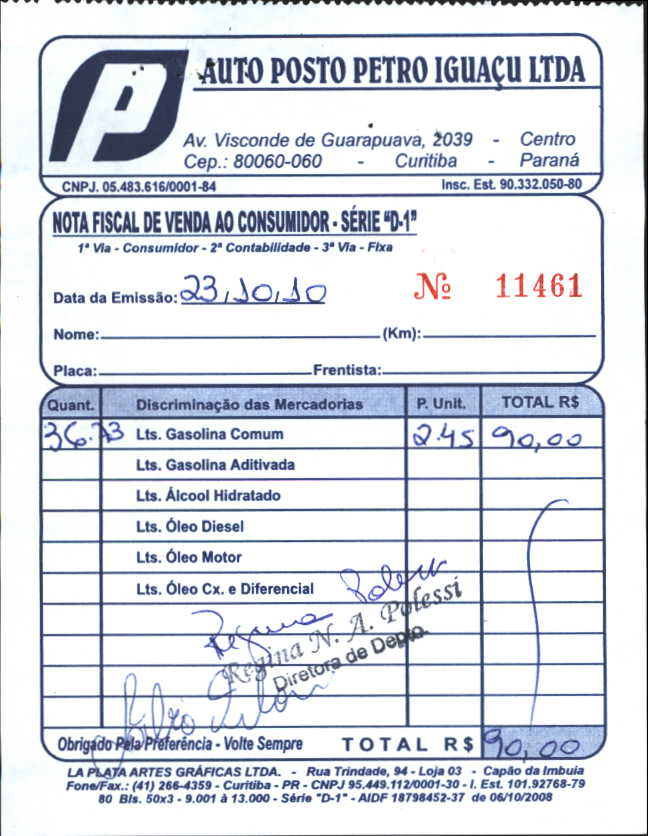 P
AUTO POSTO PETRO IGUAÇU LTDA
Av. Visconde de Guarapuava, 2039 - Centro
Cep.: 80060-060 - Curitiba - Paraná
CNPJ. 05.483.616/0001-84 Insc. Est. 90.332.050-80
NOTA FISCAL DE VENDA AO CONSUMIDOR - SÉRIE "D-1"
1ª Via - Consumidor - 2ª Contabilidade - 3ª Via - Fixa
Data da Emissão: 23,10,10 Nº 11461
Nome: (Km):
Placa: Frentista:
Quant. Discriminação das Mercadorias P. Unit. TOTAL R$
36.73 Lts. Gasolina Comum 2.45 90,00
Lts. Gasolina Aditivada
Lts. Álcool Hidratado
Lts. Óleo Diesel
Lts. Óleo Motor
Lts. Óleo Cx. e Diferencial
Regina Polessi
Regina N. A. Polessi
Diretora de Depto.
Obrigado Pela Preferência - Volte Sempre TOTAL R$ 90,00
LA PLATA ARTES GRÁFICAS LTDA. - Rua Trindade, 94 - Loja 03 - Capão da Imbuia
Fone/Fax.: (41) 266-4359 - Curitiba - PR - CNPJ 95.449.112/0001-30 - I. Est. 101.92768-79
80 Bls. 50x3 - 9.001 à 13.000 - Série "D-1" - AIDF 18798452-37 de 06/10/2008